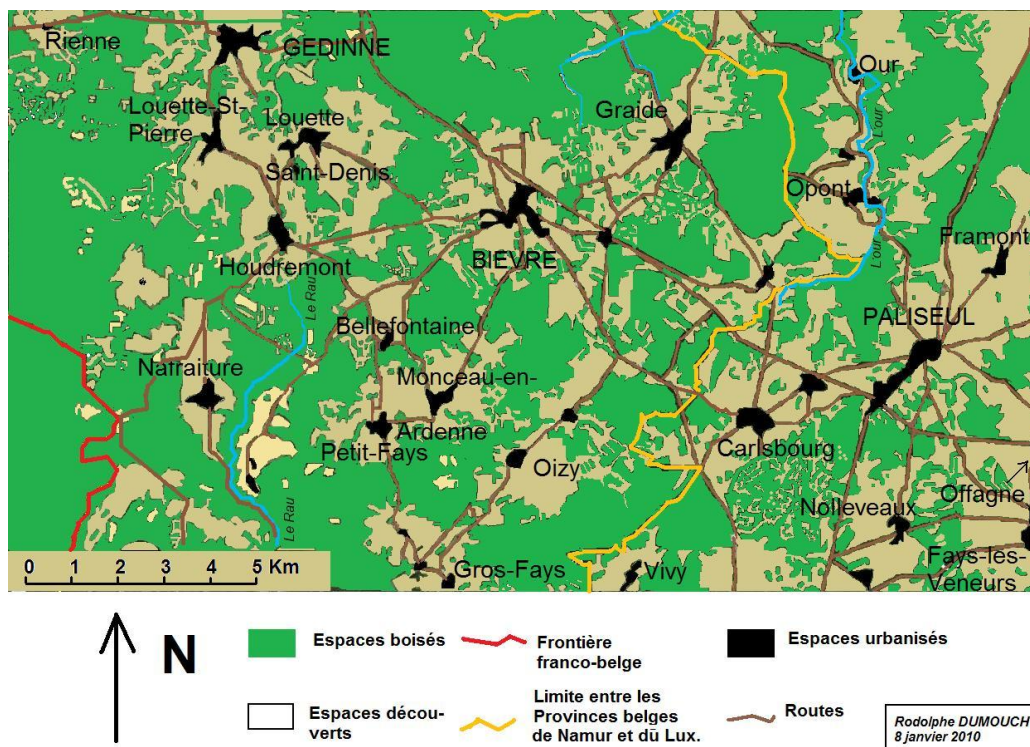 Rienne
GEDINNE
Our
Louette-St-
Pierre
Louette
Saint-Denis
Graide
L'our
Opont
Framont
L'our
Houdremont
BIEVRE
Le Rau
PALISEUL
Bellefontaine
Nafraiture
Monceau-en-
Ardenne
Petit-Fays
Carlsbourg
Oizy
Offagne
Nolleveaux
Le Rau
Fays-les-
Veneurs
Gros-Fays
Vivy
0 1 2 3 4 5 Km
N
Espaces boisés
Frontière
franco-belge
Espaces urbanisés
Espaces décou-
verts
Limite entre les
Provinces belges
de Namur et dü Lux.
Routes
Rodolphe DUMOUCH
8 janvier 2010